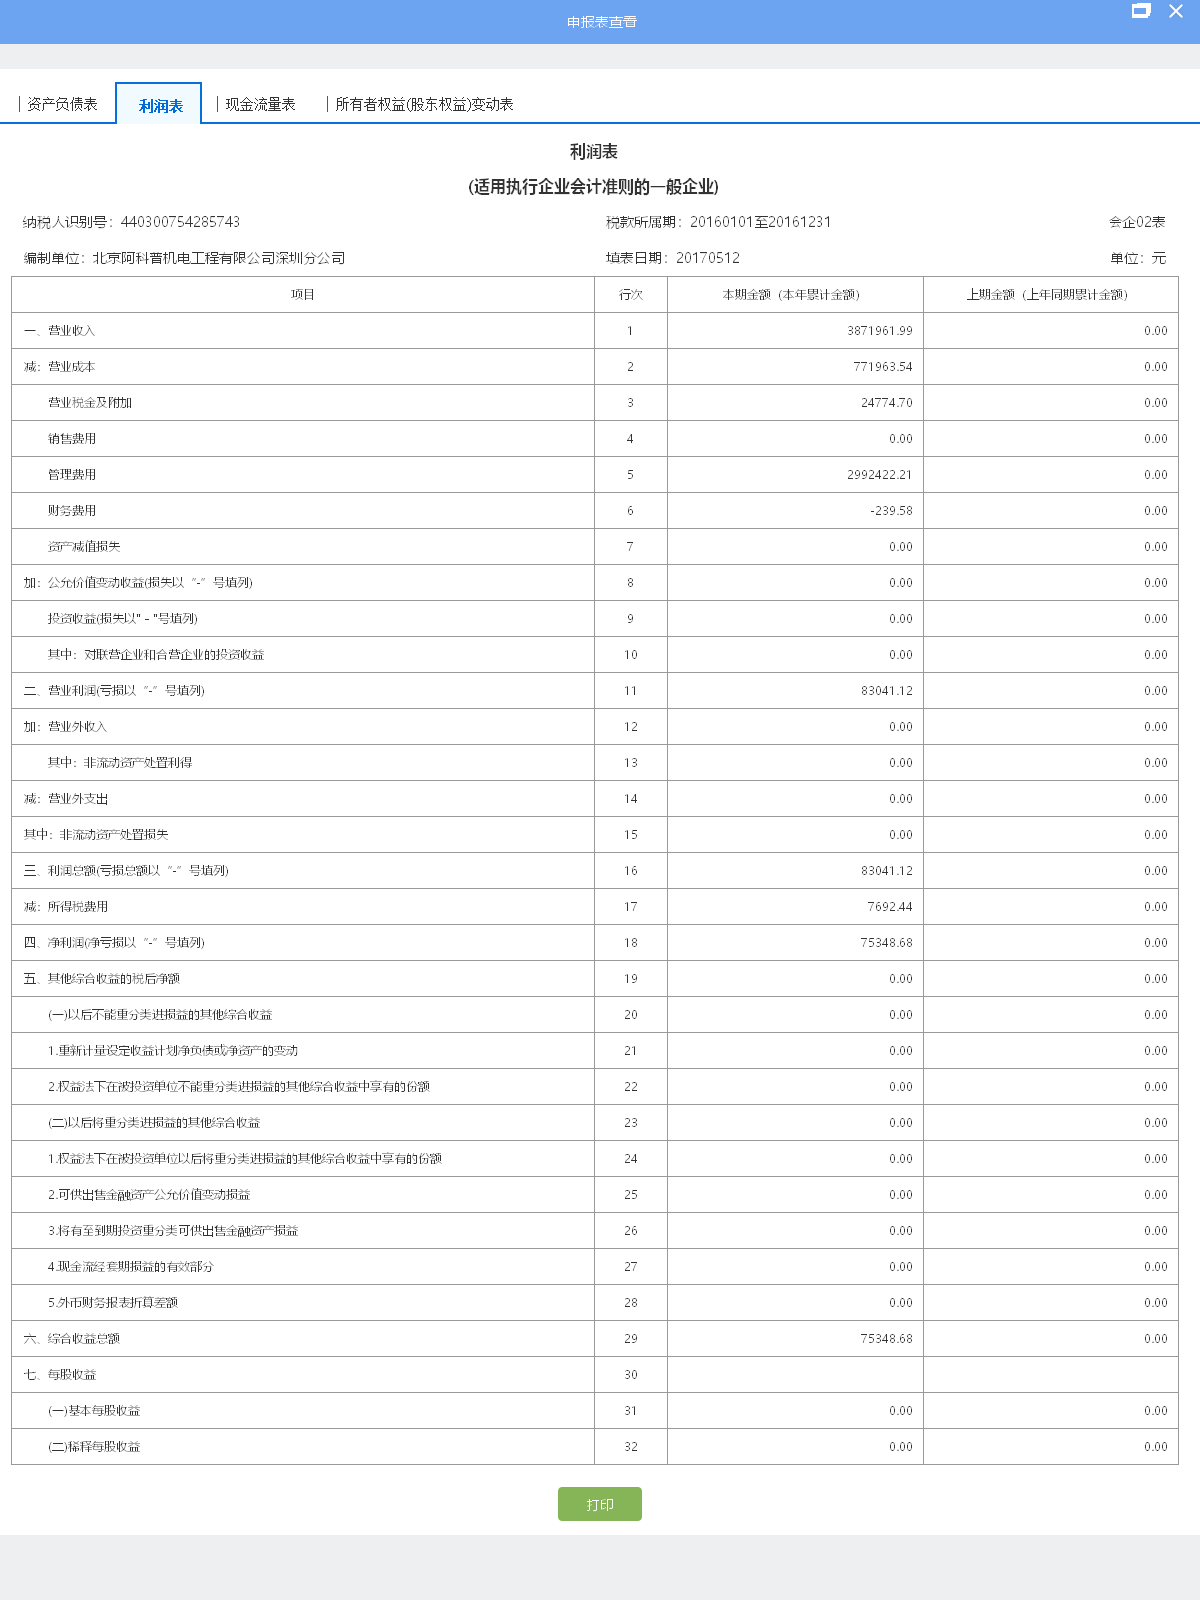 申报表查看
资产负债表 利润表 现金流量表 所有者权益(股东权益)变动表
利润表
(适用执行企业会计准则的一般企业)
纳税人识别号：440300754285743 税款所属期：20160101至20161231 会企02表
编制单位：北京阿科普机电工程有限公司深圳分公司 填表日期：20170512 单位：元
项目 行次 本期金额（本年累计金额） 上期金额（上年同期累计金额）
一、营业收入 1 3871961.99 0.00
减：营业成本 2 771963.54 0.00
营业税金及附加 3 24774.70 0.00
销售费用 4 0.00 0.00
管理费用 5 2992422.21 0.00
财务费用 6 -239.58 0.00
资产减值损失 7 0.00 0.00
加：公允价值变动收益(损失以“-”号填列) 8 0.00 0.00
投资收益(损失以"－"号填列) 9 0.00 0.00
其中：对联营企业和合营企业的投资收益 10 0.00 0.00
二、营业利润(亏损以“-”号填列) 11 83041.12 0.00
加：营业外收入 12 0.00 0.00
其中：非流动资产处置利得 13 0.00 0.00
减：营业外支出 14 0.00 0.00
其中：非流动资产处置损失 15 0.00 0.00
三、利润总额(亏损总额以“-”号填列) 16 83041.12 0.00
减：所得税费用 17 7692.44 0.00
四、净利润(净亏损以“-”号填列) 18 75348.68 0.00
五、其他综合收益的税后净额 19 0.00 0.00
(一)以后不能重分类进损益的其他综合收益 20 0.00 0.00
1.重新计量设定收益计划净负债或净资产的变动 21 0.00 0.00
2.权益法下在被投资单位不能重分类进损益的其他综合收益中享有的份额 22 0.00 0.00
(二)以后将重分类进损益的其他综合收益 23 0.00 0.00
1.权益法下在被投资单位以后将重分类进损益的其他综合收益中享有的份额 24 0.00 0.00
2.可供出售金融资产公允价值变动损益 25 0.00 0.00
3.将有至到期投资重分类可供出售金融资产损益 26 0.00 0.00
4.现金流经套期损益的有效部分 27 0.00 0.00
5.外币财务报表折算差额 28 0.00 0.00
六、综合收益总额 29 75348.68 0.00
七、每股收益 30
(一)基本每股收益 31 0.00 0.00
(二)稀释每股收益 32 0.00 0.00
打印